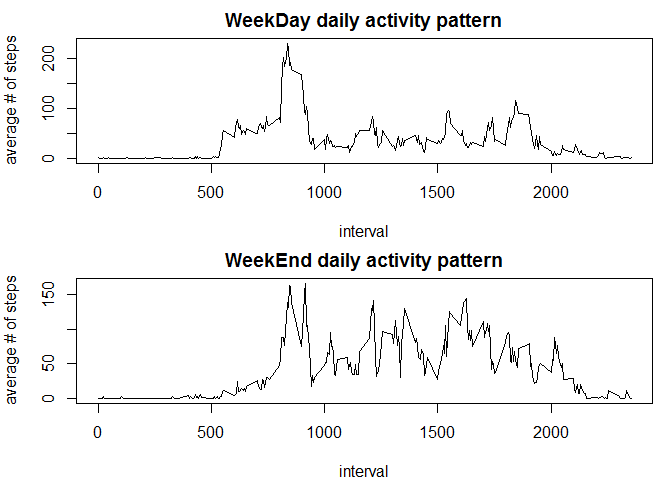 WeekDay daily activity pattern
average # of steps
0 100 200
0 500 1000 1500 2000
interval
WeekEnd daily activity pattern
average # of steps
0 50 150
0 500 1000 1500 2000
interval